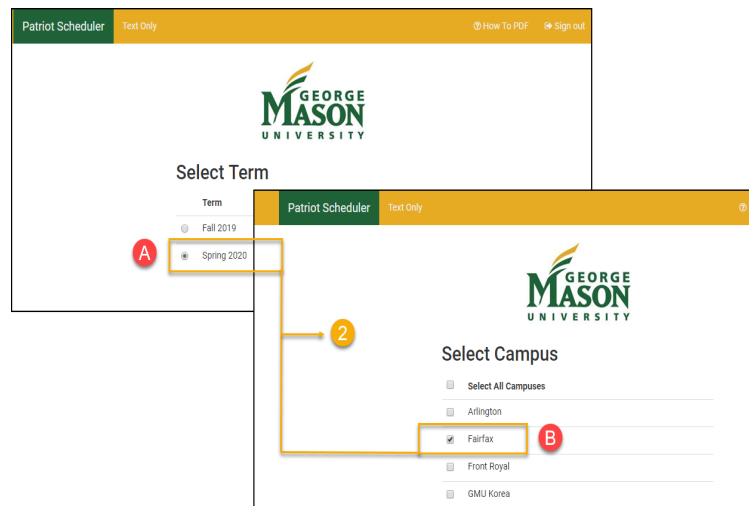 Patriot Scheduler Text Only How To PDF Sign out
GEORGE
MASON
UNIVERSITY
Select Term
Term
Fall 2019
A
Spring 2020
Patriot Scheduler Text Only
GEORGE
MASON
UNIVERSITY
2
Select Campus
Select All Campuses
Arlington
Fairfax
B
Front Royal
GMU Korea